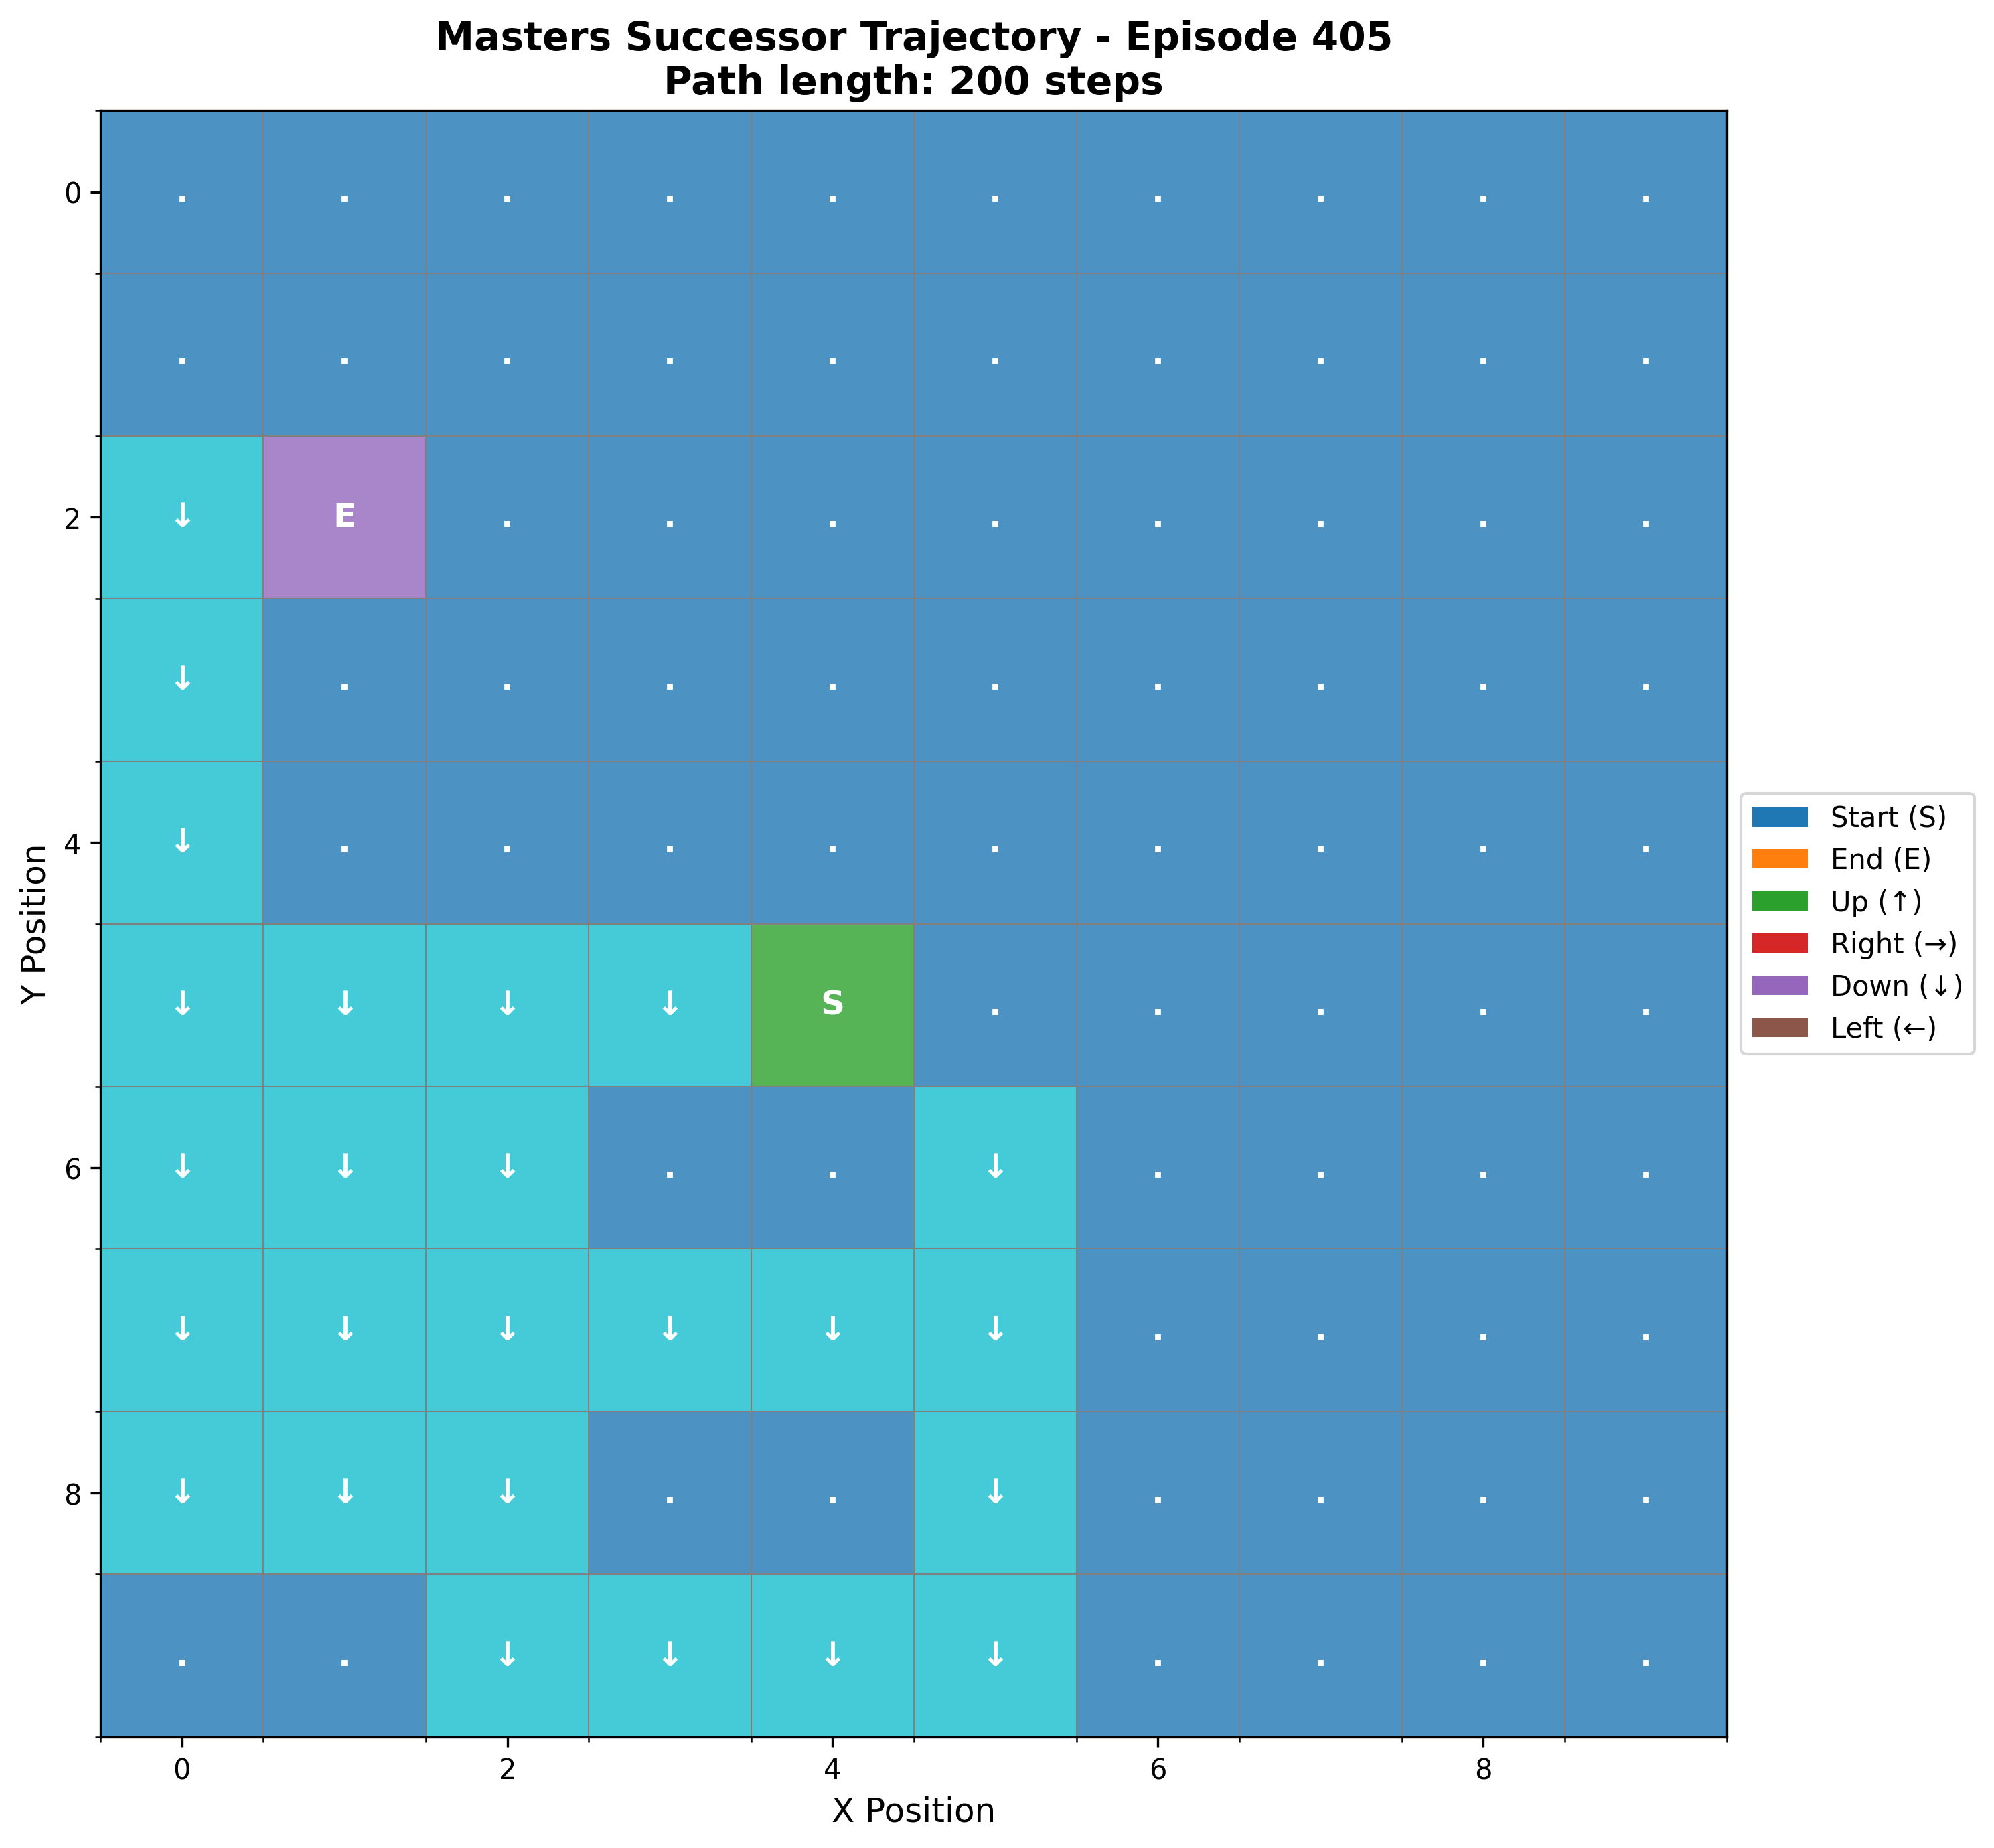 Masters Successor Trajectory - Episode 405
Path length: 200 steps
0 . . . . . . . . . .
. . . . . . . . . .
2 ↓ E . . . . . . . .
↓ . . . . . . . . .
4 ↓ . . . . . . . . .
↓ ↓ ↓ ↓ S . . . . .
6 ↓ ↓ ↓ . . ↓ . . . .
↓ ↓ ↓ ↓ ↓ ↓ . . . .
8 ↓ ↓ ↓ . . ↓ . . . .
. . ↓ ↓ ↓ ↓ . . . .
0 2 4 6 8
X Position
Y Position
Start (S)
End (E)
Up (↑)
Right (→)
Down (↓)
Left (←)